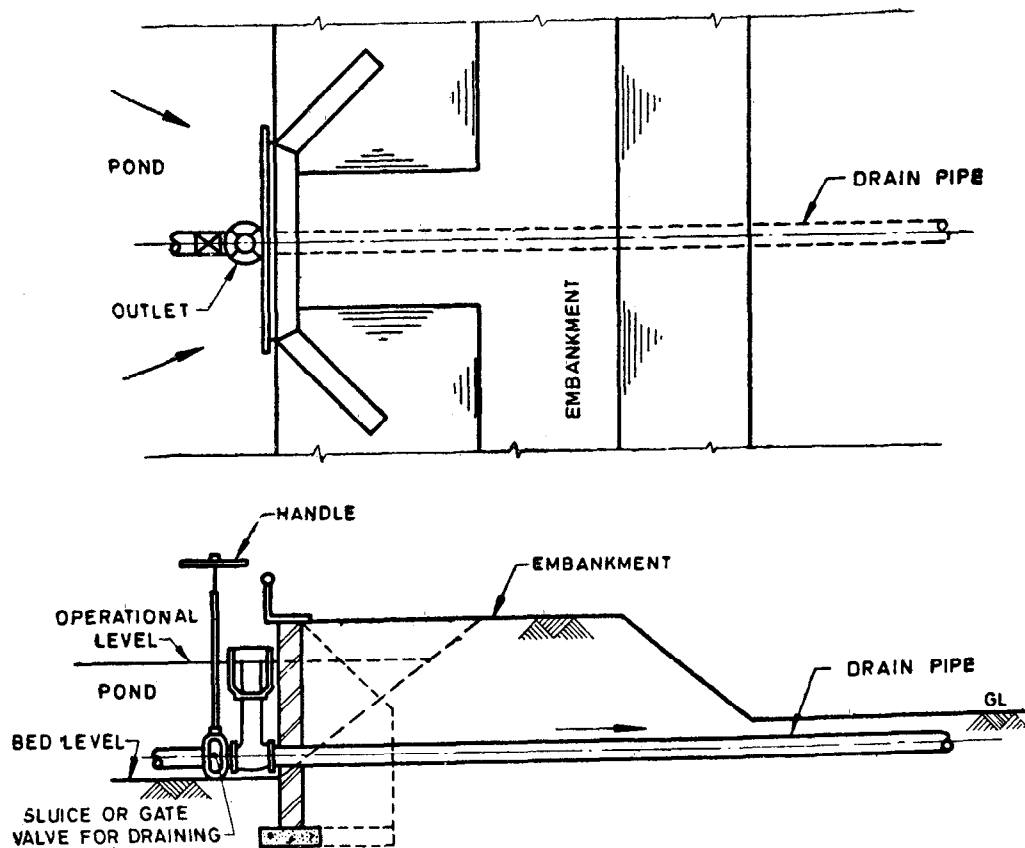 POND
DRAIN PIPE
OUTLET
EMBANKMENT
HANDLE
EMBANKMENT
OPERATIONAL
LEVEL
DRAIN PIPE
POND
GL
BED LEVEL
SLUICE OR GATE
VALVE FOR DRAINING